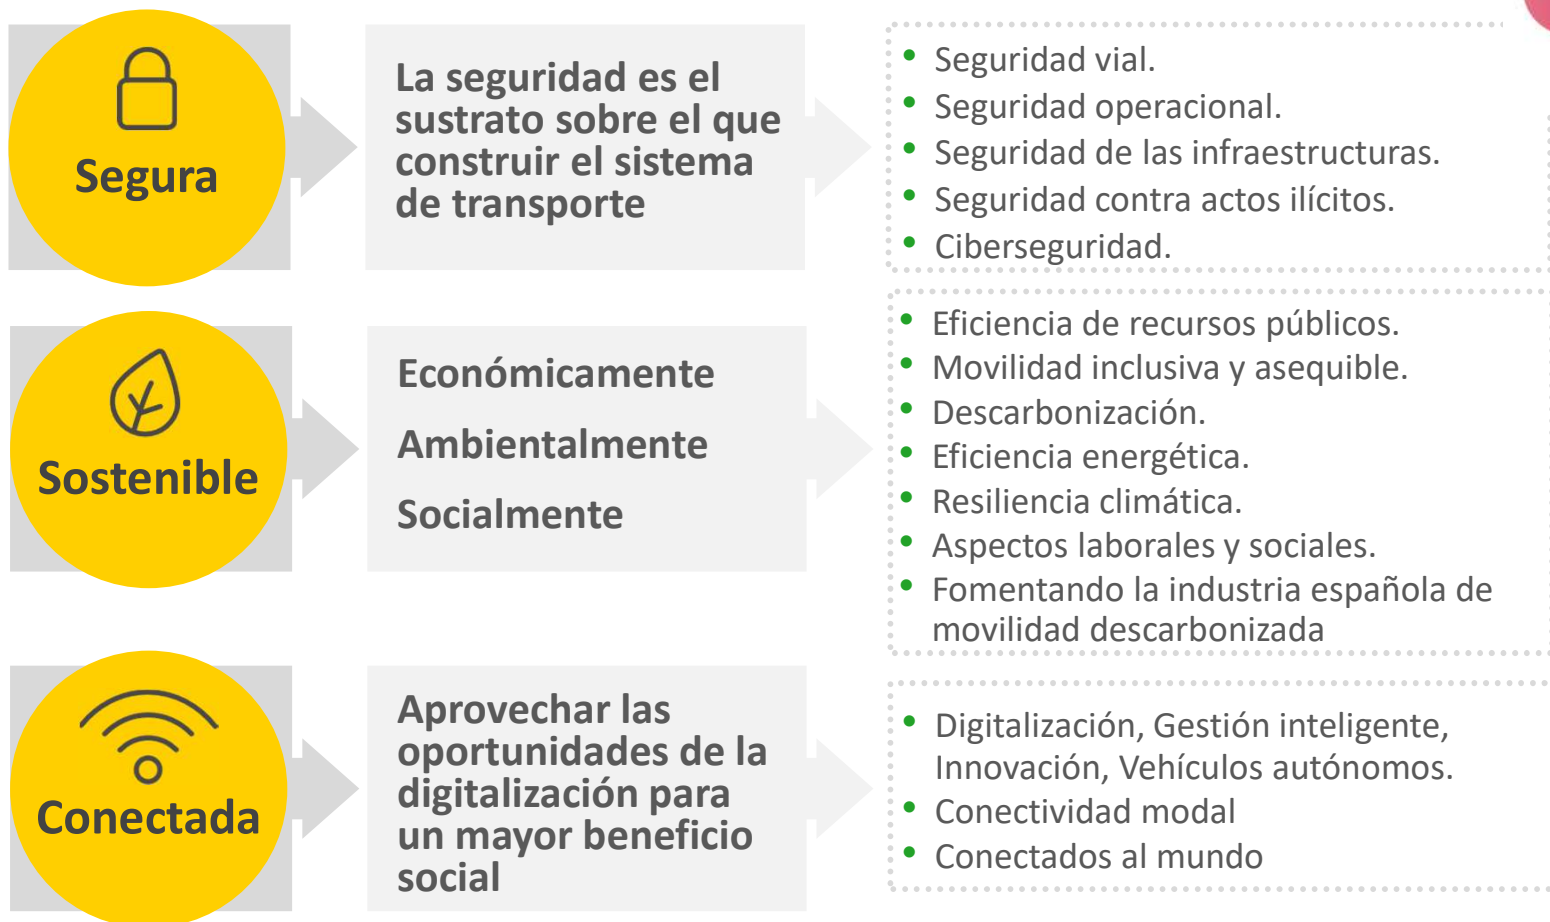 Segura
La seguridad es el
sustrato sobre el que
construir el sistema
de transporte
• Seguridad vial.
• Seguridad operacional.
• Seguridad de las infraestructuras.
• Seguridad contra actos ilícitos.
• Ciberseguridad.
Sostenible
Económicamente
Ambientalmente
Socialmente
• Eficiencia de recursos públicos.
• Movilidad inclusiva y asequible.
• Descarbonización.
• Eficiencia energética.
• Resiliencia climática.
• Aspectos laborales y sociales.
• Fomentando la industria española de
movilidad descarbonizada
Conectada
Aprovechar las
oportunidades de la
digitalización para
un mayor beneficio
social
• Digitalización, Gestión inteligente,
Innovación, Vehículos autónomos.
• Conectividad modal
• Conectados al mundo